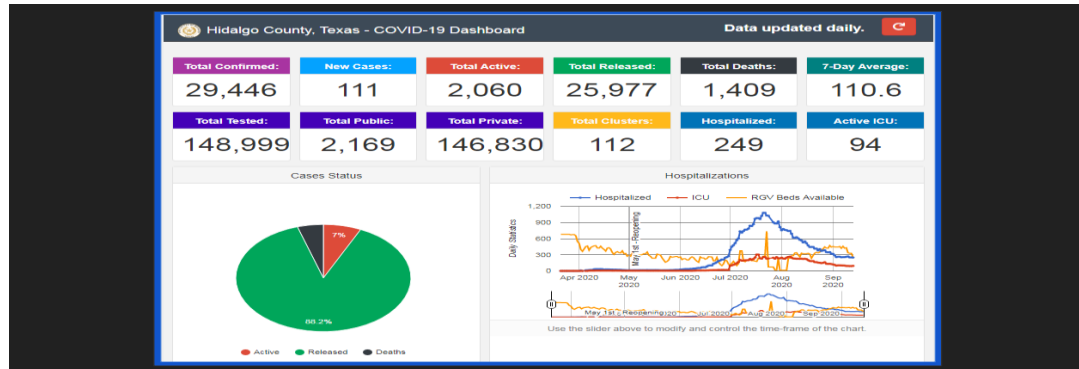 Hidalgo County, Texas - COVID-19 Dashboard
Data updated daily.
Total Confirmed: New Cases: Total Active: Total Released: Total Deaths: 7-Day Average:
29,446 111 2,060 25,977 1,409 110.6
Total Tested: Total Public: Total Private: Total Clusters: Hospitalized: Active ICU:
148,999 2,169 146,830 112 249 94
Cases Status
7%
88.2%
Active Released Deaths
Hospitalizations
Hospitalized ICU RGV Beds Available
Daily Statistics
1,200
900
600
300
0
May 1st - Reopening
Apr 2020 May 2020 Jun 2020 Jul 2020 Aug 2020 Sep 2020
May 1st - Reopening 20 Jul 2020 Aug 2020 Sep 2020
Use the slider above to modify and control the time-frame of the chart.